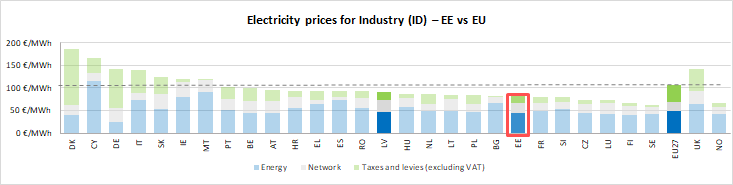 Electricity prices for Industry (ID) – EE vs EU
200 €/MWh
150 €/MWh
100 €/MWh
50 €/MWh
0 €/MWh
DK CY DE IT SK IE MT PT BE AT HR EL ES RO LV HU NL LT PL BG EE FR SI CZ LU FI SE EU27 UK NO
Energy Network Taxes and levies (excluding VAT)